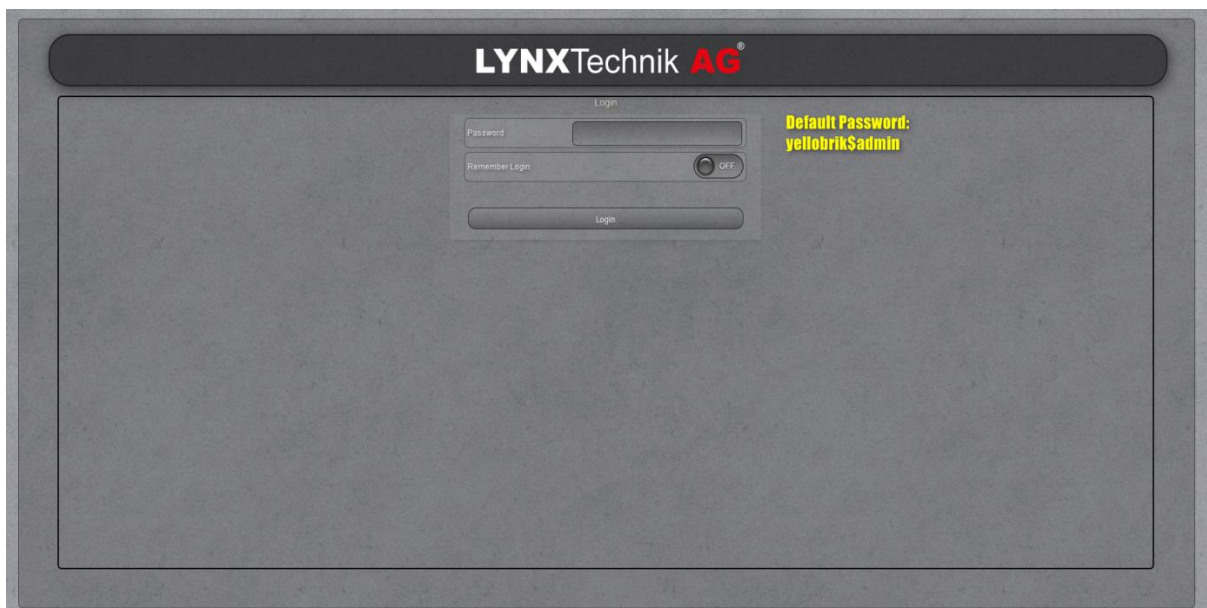 LYNXTechnik AG®
Login
Password
Default Password:
yellobrik$admin
Remember Login
OFF
Login